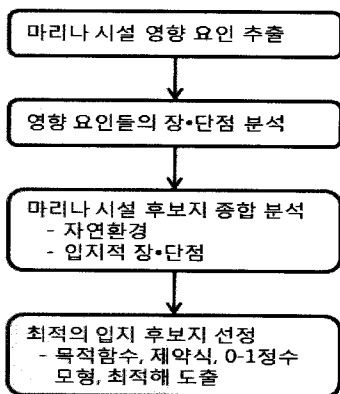 마리나 시설 영향 요인 추출
영향 요인들의 장•단점 분석
마리나 시설 후보지 종합 분석
- 자연환경
- 입지적 장•단점
최적의 입지 후보지 선정
- 목적함수, 제약식, 0-1정수
모형, 최적해 도출